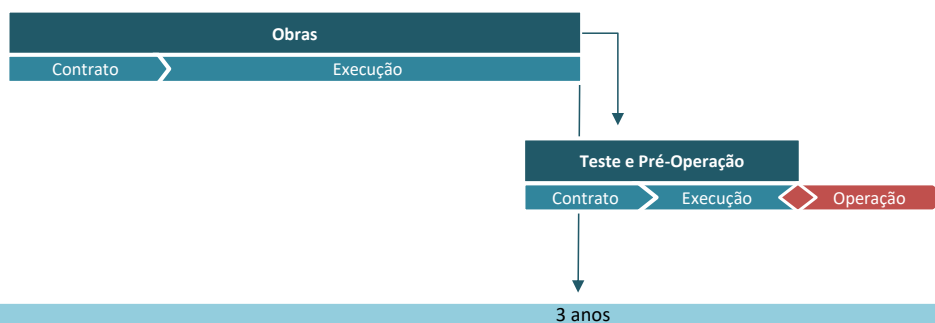 Obras
Contrato Execução
Teste e Pré-Operação
Contrato Execução Operação
3 anos